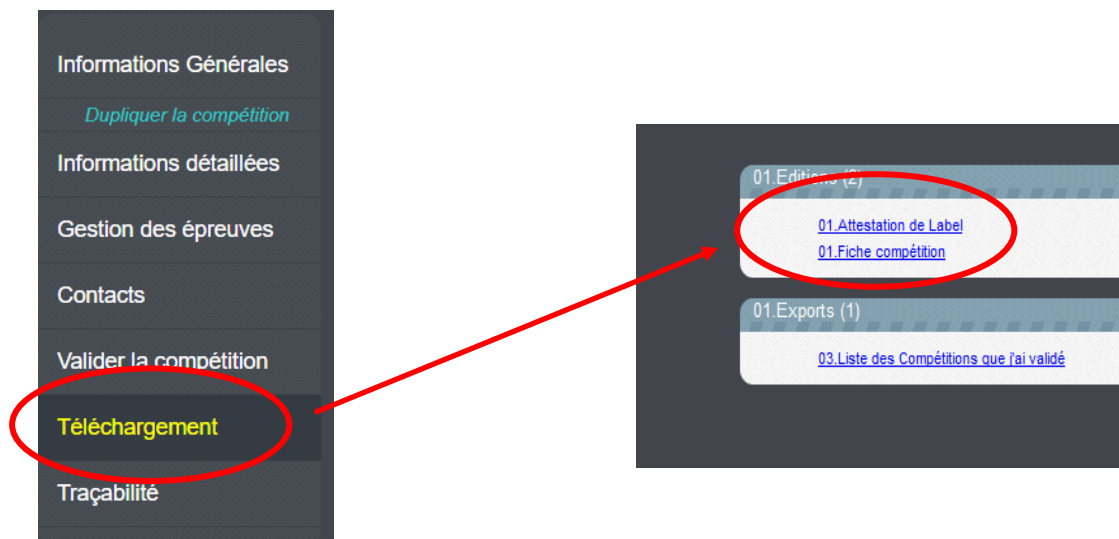 Informations Générales
Dupliquer la compétition
Informations détaillées
Gestion des épreuves
Contacts
Valider la compétition
Téléchargement
Traçabilité
01.Editions (2)
01.Attestation de Label
01.Fiche compétition
01.Exports (1)
03.Liste des Compétitions que j'ai validé